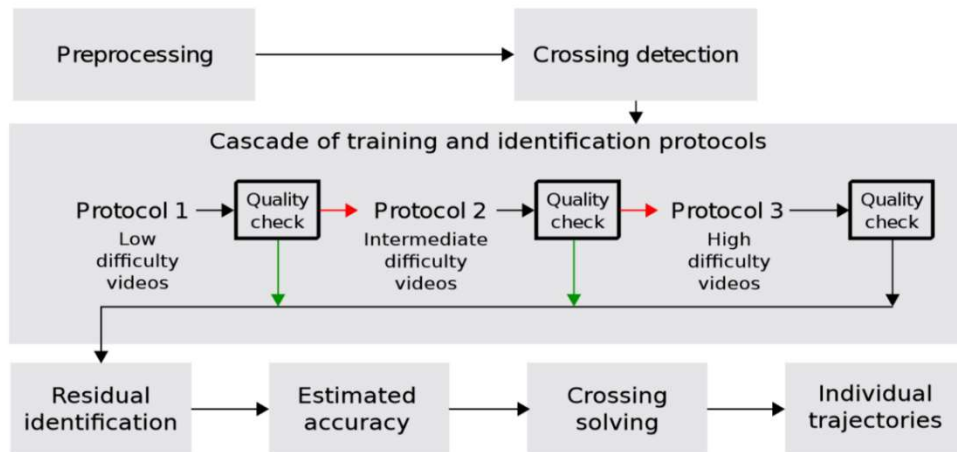 Preprocessing
Crossing detection
Cascade of training and identification protocols
Protocol 1
Low
difficulty
videos
Quality
check
Protocol 2
Intermediate
difficulty
videos
Quality
check
Protocol 3
High
difficulty
videos
Quality
check
Residual
identification
Estimated
accuracy
Crossing
solving
Individual
trajectories